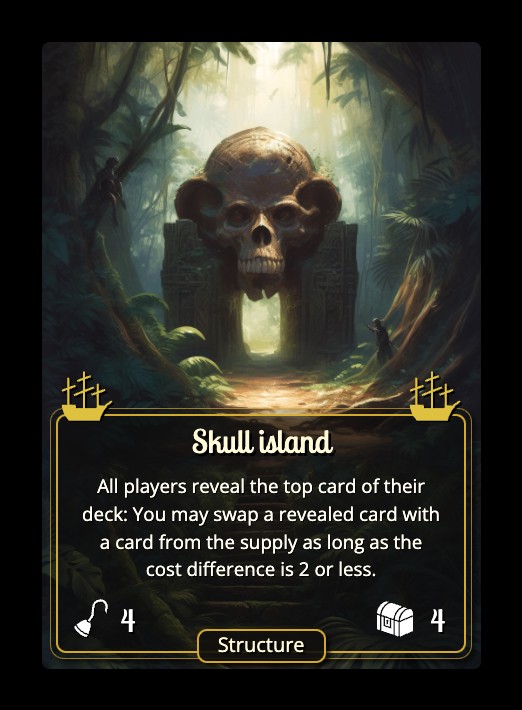 Skull island
All players reveal the top card of their
deck: You may swap a revealed card with
a card from the supply as long as the
cost difference is 2 or less.
4 4
Structure